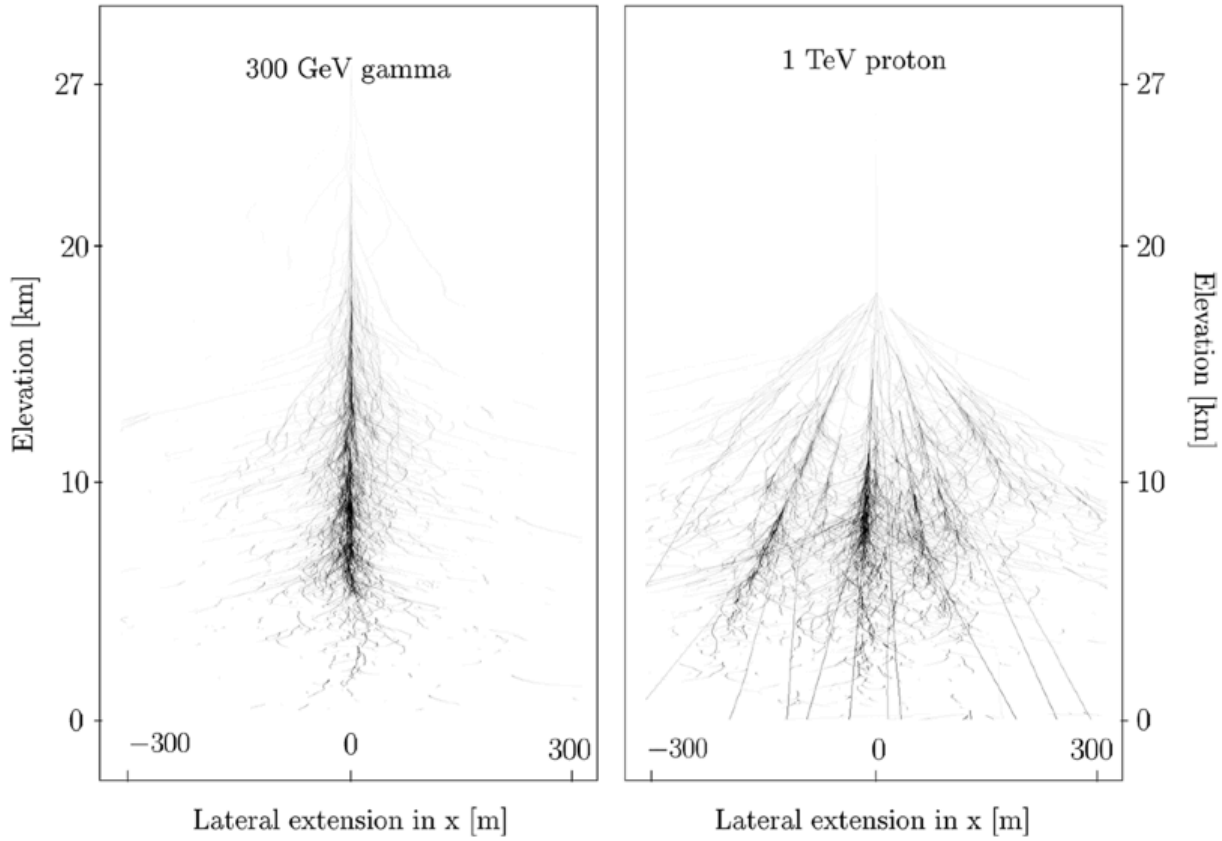 300 GeV gamma
27
20
10
0
Elevation [km]
−300
0
300
Lateral extension in x [m]
1 TeV proton
27
20
10
0
Elevation [km]
−300
0
300
Lateral extension in x [m]